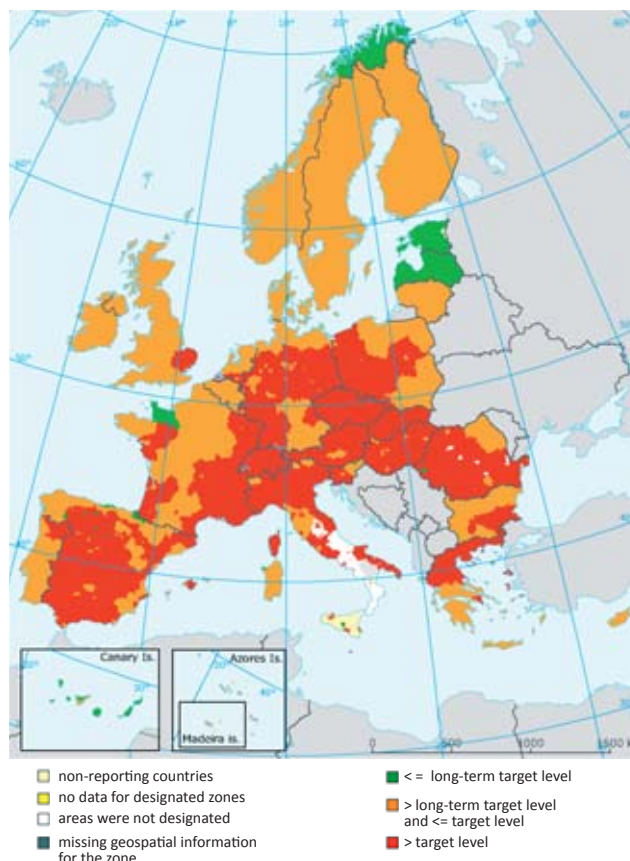 Canary Is.
Azores Is.
Madeira is.
0 500 1000 1500
non-reporting countries
no data for designated zones
areas were not designated
missing geospatial information
for the zone
< = long-term target level
> long-term target level
and <= target level
> target level